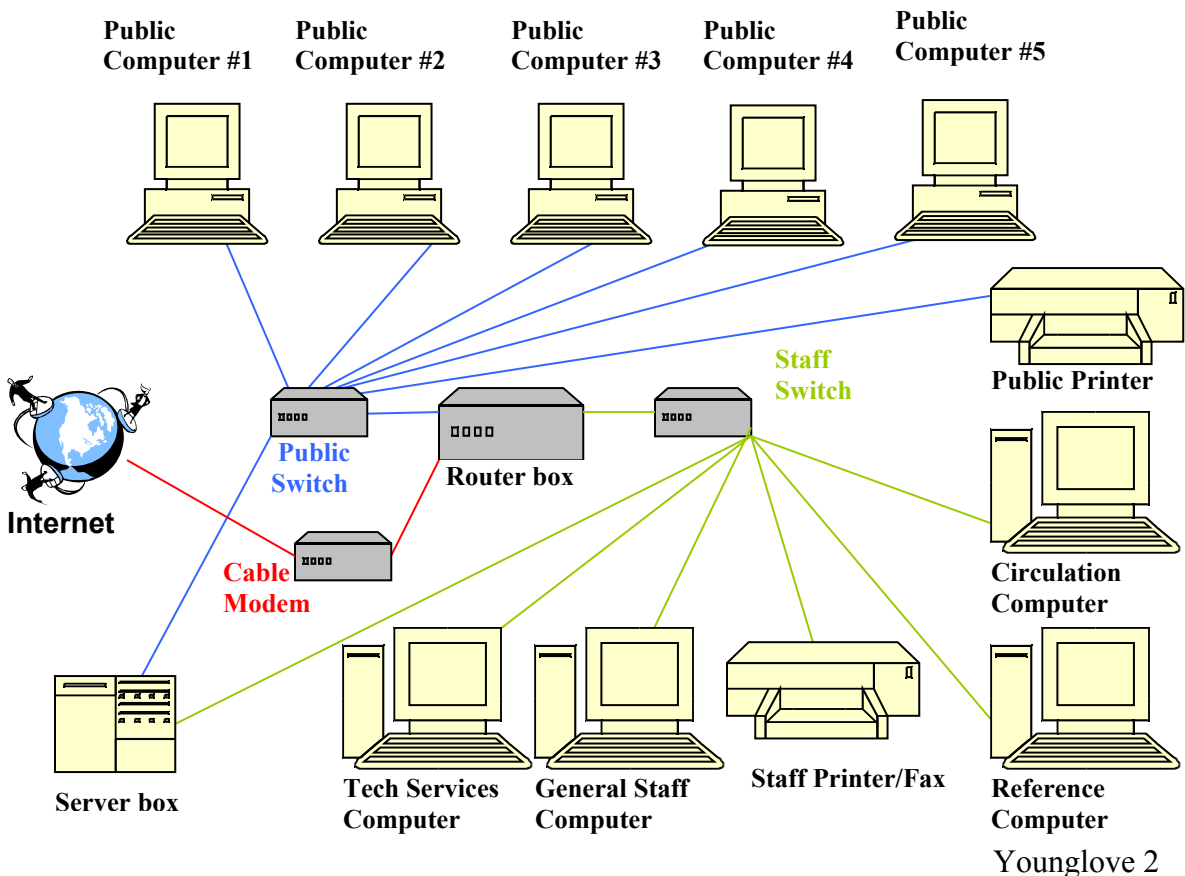 Public
Computer #1
Public
Computer #2
Public
Computer #3
Public
Computer #4
Public
Computer #5
Public Printer
Staff
Switch
Public
Switch
Router box
Internet
Cable
Modem
Circulation
Computer
Server box
Tech Services
Computer
General Staff
Computer
Staff Printer/Fax
Reference
Computer
Younglove 2